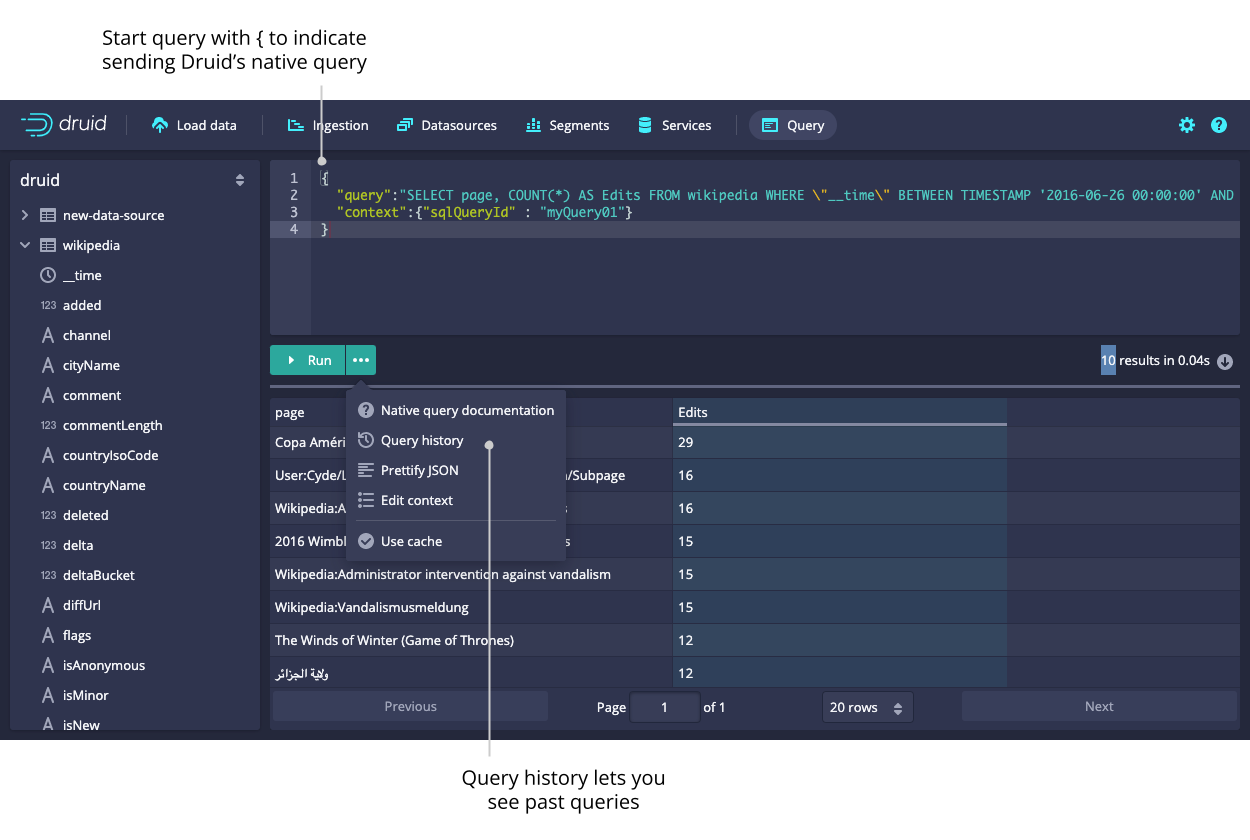 Start query with { to indicate
sending Druid’s native query
druid
Load data
Ingestion
Datasources
Segments
Services
Query
druid
new-data-source
wikipedia
__time
123 added
A channel
A cityName
A comment
123 commentLength
A countryIsoCode
A countryName
123 deleted
123 delta
123 deltaBucket
A diffUrl
A flags
A isAnonymous
A isMinor
A isNew
1 {
2 "query":"SELECT page, COUNT(*) AS Edits FROM wikipedia WHERE \"__time\" BETWEEN TIMESTAMP '2016-06-26 00:00:00' AND
3 "context":{"sqlQueryId" : "myQuery01"}
4 }
Run
10 results in 0.04s
Native query documentation
Query history
Prettify JSON
Edit context
Use cache
page Edits
Copa Améri 29
User:Cyde/L /Subpage 16
Wikipedia:A s 16
2016 Wimbl s 15
Wikipedia:Administrator intervention against vandalism 15
Wikipedia:Vandalismusmeldung 15
The Winds of Winter (Game of Thrones) 12
ولاية الجزائر 12
Previous
Page 1 of 1
20 rows
Next
Query history lets you
see past queries